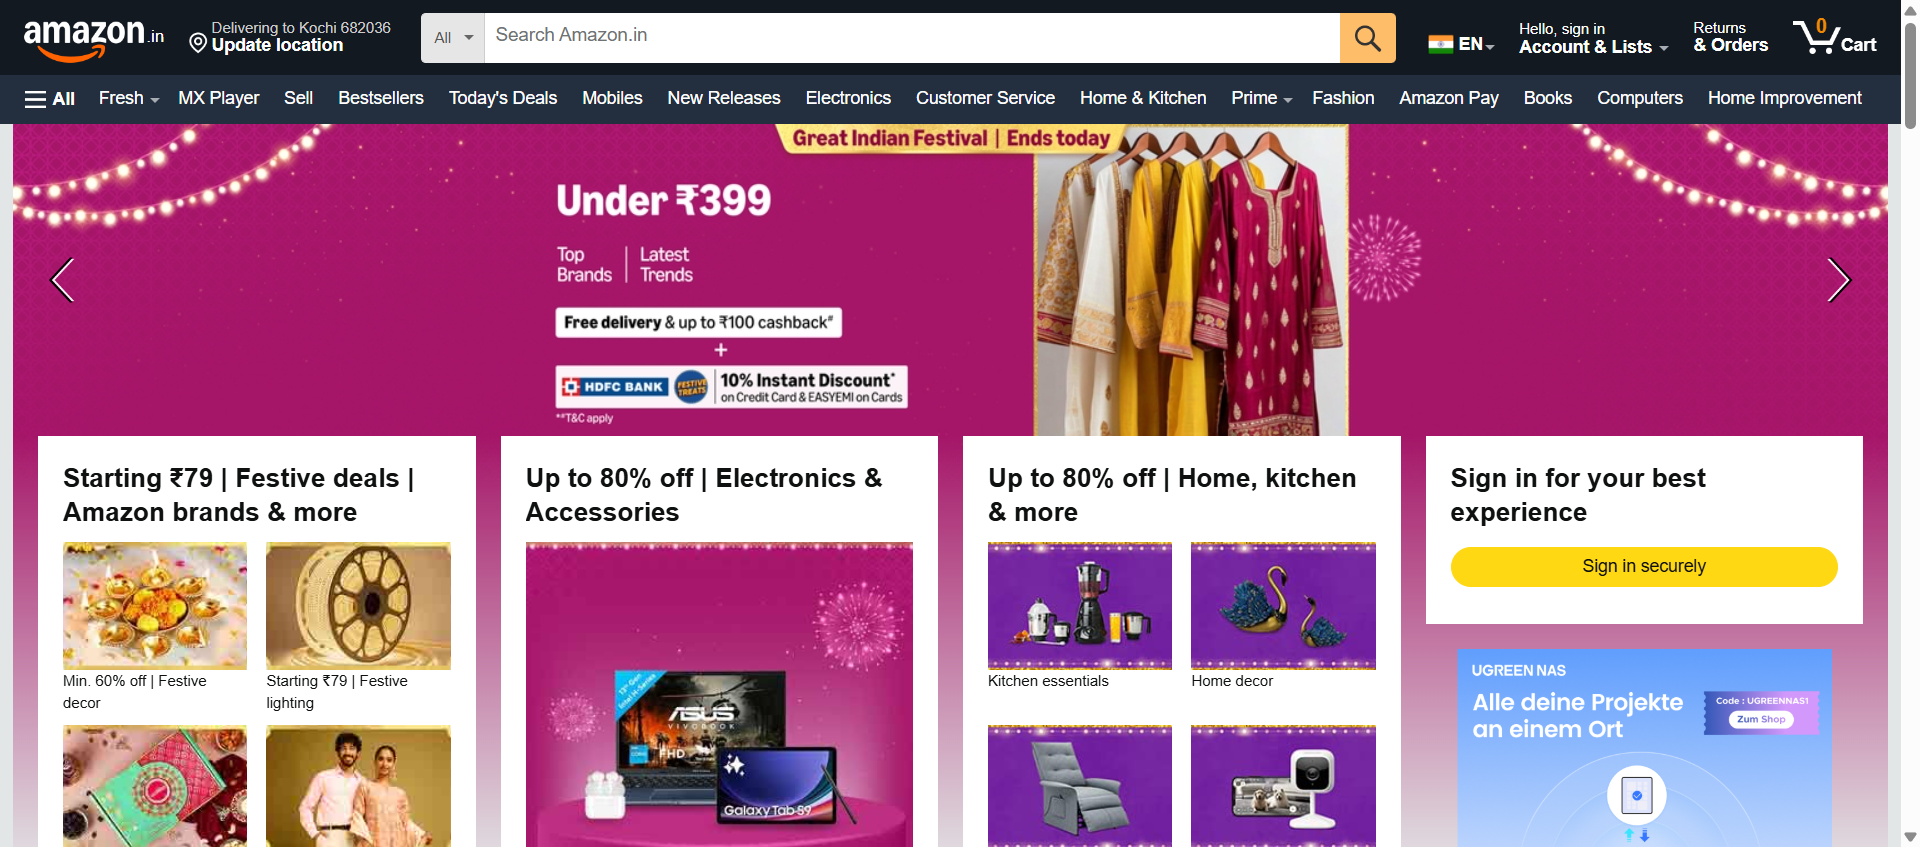 amazon.in
Delivering to Kochi 682036
Update location
All
Search Amazon.in
EN
Hello, sign in
Account & Lists
Returns
& Orders
0
Cart
All
Fresh
MX Player
Sell
Bestsellers
Today's Deals
Mobiles
New Releases
Electronics
Customer Service
Home & Kitchen
Prime
Fashion
Amazon Pay
Books
Computers
Home Improvement
Great Indian Festival | Ends today
Under ₹399
Top
Brands
Latest
Trends
Free delivery & up to ₹100 cashback#
+
HDFC BANK
FESTIVE
TREATS
10% Instant Discount*
on Credit Card & EASYEMI on Cards
*#T&C apply
Starting ₹79 | Festive deals |
Amazon brands & more
Min. 60% off | Festive
decor
Starting ₹79 | Festive
lighting
Up to 80% off | Electronics &
Accessories
13th Gen
Intel H-Series
ASUS
VIVOBOOK
FHD
Galaxy Tab S9
Up to 80% off | Home, kitchen
& more
Kitchen essentials
Home decor
Sign in for your best
experience
Sign in securely
UGREEN NAS
Alle deine Projekte
an einem Ort
Code : UGREENNAS1
Zum Shop